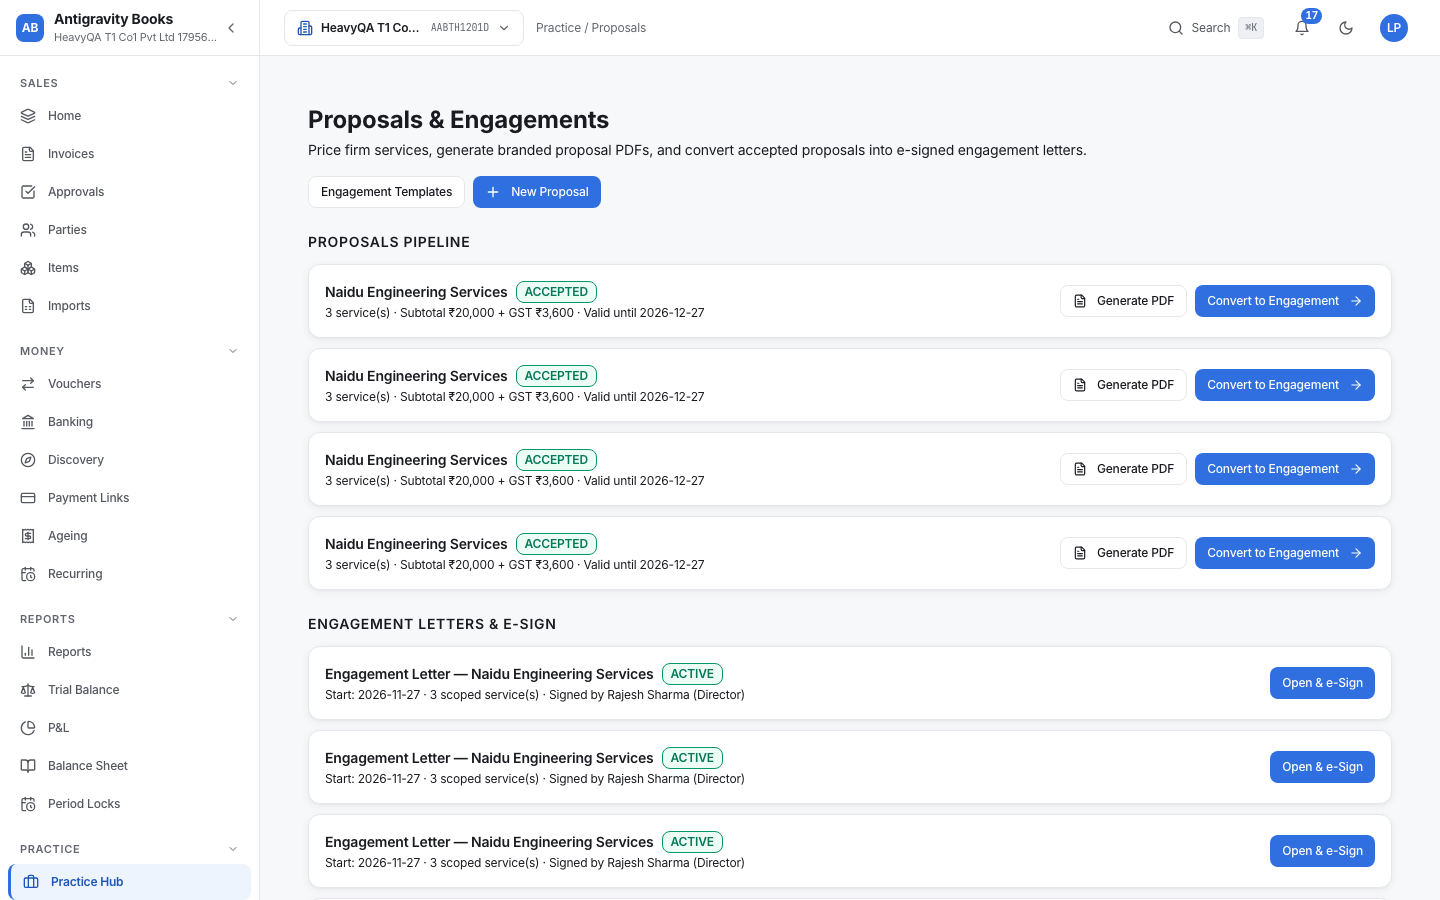 AB
Antigravity Books
HeavyQA T1 Co1 Pvt Ltd 17956...
HeavyQA T1 Co...
AABTH1201D
Practice / Proposals
Search
⌘K
17
LP
SALES
Home
Invoices
Approvals
Parties
Items
Imports
MONEY
Vouchers
Banking
Discovery
Payment Links
Ageing
Recurring
REPORTS
Reports
Trial Balance
P&L
Balance Sheet
Period Locks
PRACTICE
Practice Hub
Proposals & Engagements
Price firm services, generate branded proposal PDFs, and convert accepted proposals into e-signed engagement letters.
Engagement Templates
New Proposal
PROPOSALS PIPELINE
Naidu Engineering Services ACCEPTED
3 service(s) · Subtotal ₹20,000 + GST ₹3,600 · Valid until 2026-12-27
Generate PDF
Convert to Engagement
Naidu Engineering Services ACCEPTED
3 service(s) · Subtotal ₹20,000 + GST ₹3,600 · Valid until 2026-12-27
Generate PDF
Convert to Engagement
Naidu Engineering Services ACCEPTED
3 service(s) · Subtotal ₹20,000 + GST ₹3,600 · Valid until 2026-12-27
Generate PDF
Convert to Engagement
Naidu Engineering Services ACCEPTED
3 service(s) · Subtotal ₹20,000 + GST ₹3,600 · Valid until 2026-12-27
Generate PDF
Convert to Engagement
ENGAGEMENT LETTERS & E-SIGN
Engagement Letter — Naidu Engineering Services ACTIVE
Start: 2026-11-27 · 3 scoped service(s) · Signed by Rajesh Sharma (Director)
Open & e-Sign
Engagement Letter — Naidu Engineering Services ACTIVE
Start: 2026-11-27 · 3 scoped service(s) · Signed by Rajesh Sharma (Director)
Open & e-Sign
Engagement Letter — Naidu Engineering Services ACTIVE
Start: 2026-11-27 · 3 scoped service(s) · Signed by Rajesh Sharma (Director)
Open & e-Sign